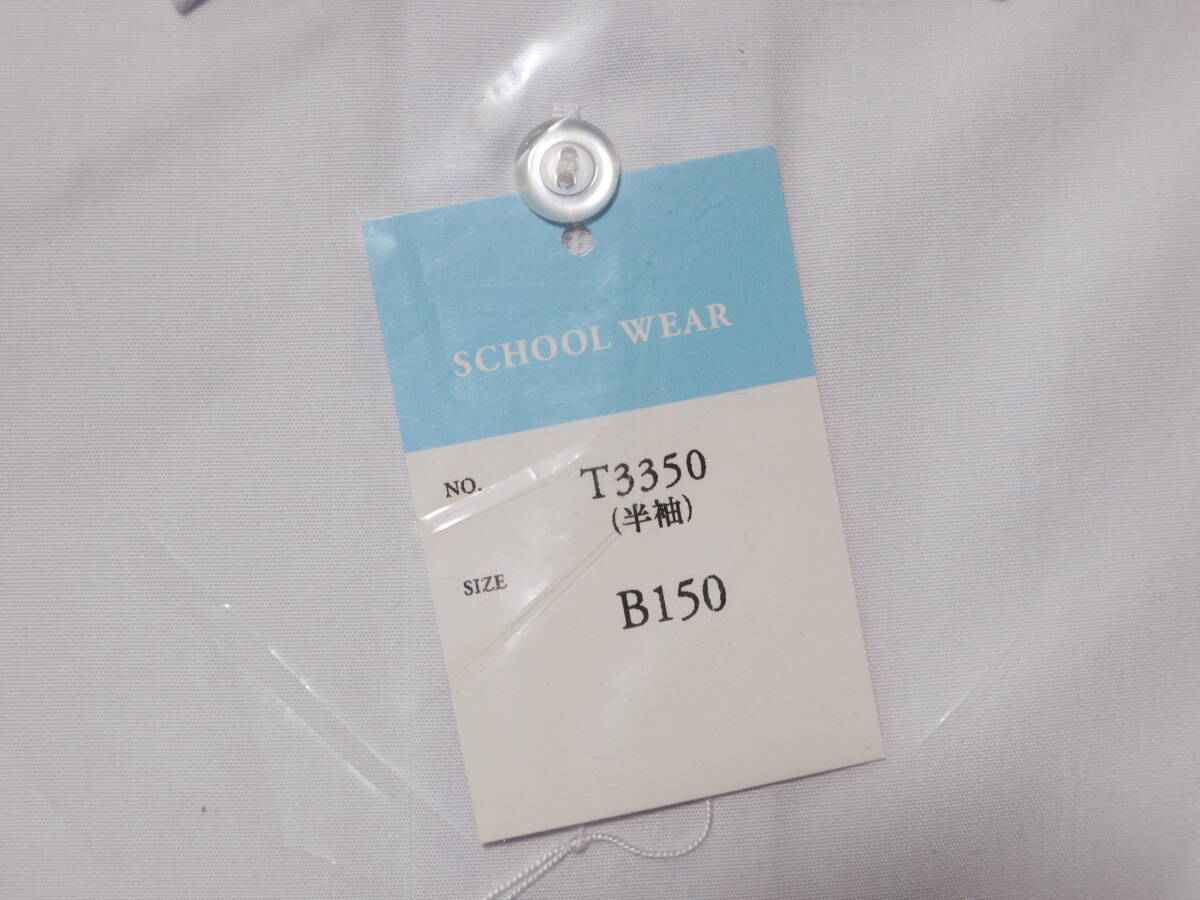 SCHOOL WEAR
NO. T3350
(半袖)
SIZE B150